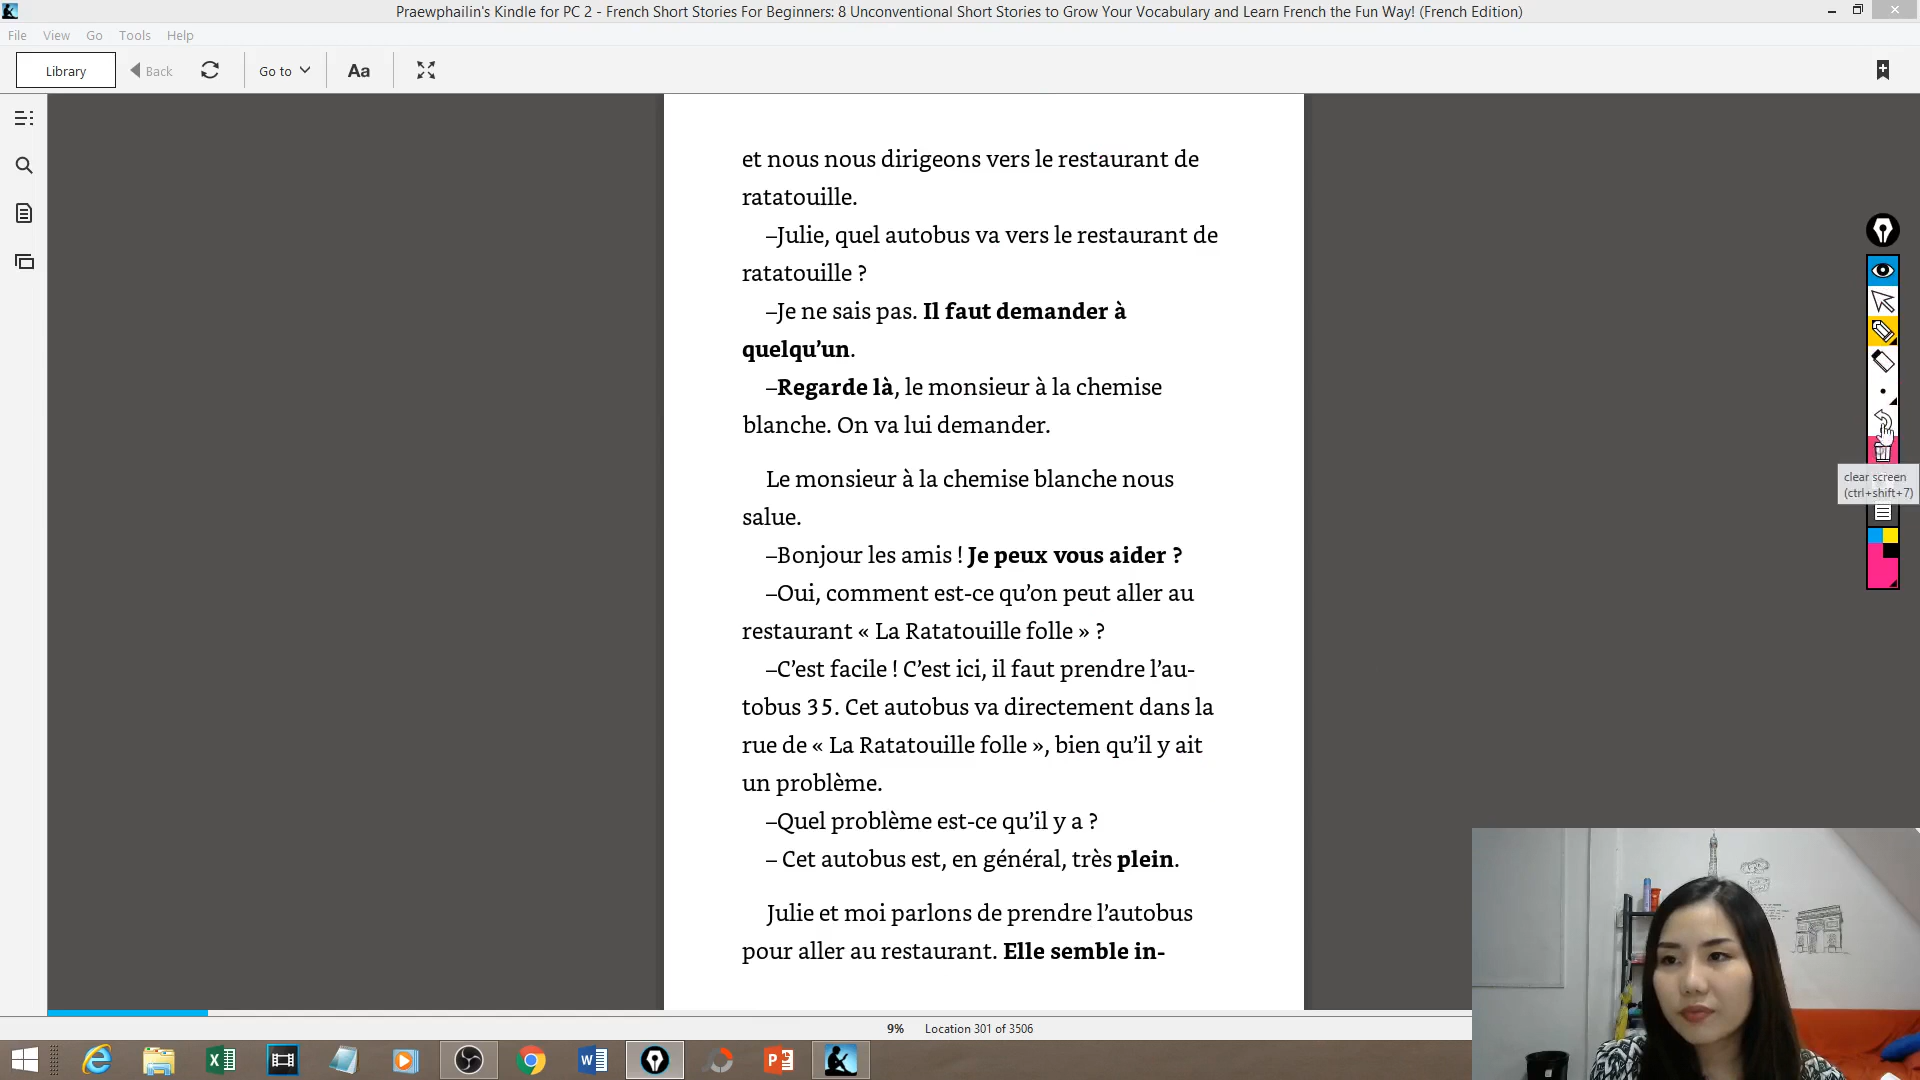 Praewphailin's Kindle for PC 2 - French Short Stories For Beginners: 8 Unconventional Short Stories to Grow Your Vocabulary and Learn French the Fun Way! (French Edition)
File View Go Tools Help
Library Back Go to Aa
et nous nous dirigeons vers le restaurant de
ratatouille.
–Julie, quel autobus va vers le restaurant de
ratatouille ?
–Je ne sais pas. Il faut demander à
quelqu’un.
–Regarde là, le monsieur à la chemise
blanche. On va lui demander.
Le monsieur à la chemise blanche nous
salue.
–Bonjour les amis ! Je peux vous aider ?
–Oui, comment est-ce qu’on peut aller au
restaurant « La Ratatouille folle » ?
–C’est facile ! C’est ici, il faut prendre l’au-
tobus 35. Cet autobus va directement dans la
rue de « La Ratatouille folle », bien qu’il y ait
un problème.
–Quel problème est-ce qu’il y a ?
– Cet autobus est, en général, très plein.
Julie et moi parlons de prendre l’autobus
pour aller au restaurant. Elle semble in-
clear screen
(ctrl+shift+7)
9% Location 301 of 3506